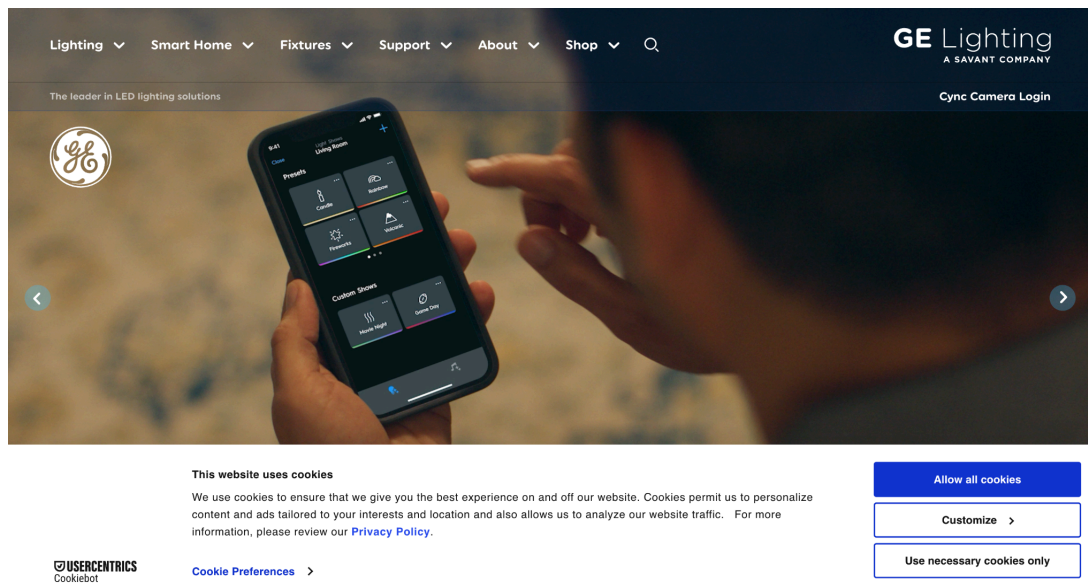 Lighting
Smart Home
Fixtures
Support
About
Shop
GE Lighting
A SAVANT COMPANY
The leader in LED lighting solutions
Cync Camera Login
GE
9:41
Light Shows
Close
Living Room
Presets
Candle
Rainbow
Fireworks
Volcanic
Custom Shows
Movie Night
Game Day
This website uses cookies
We use cookies to ensure that we give you the best experience on and off our website. Cookies permit us to personalize
content and ads tailored to your interests and location and also allows us to analyze our website traffic. For more
information, please review our Privacy Policy.
Cookie Preferences
Allow all cookies
Customize
Use necessary cookies only
USERCENTRICS
Cookiebot